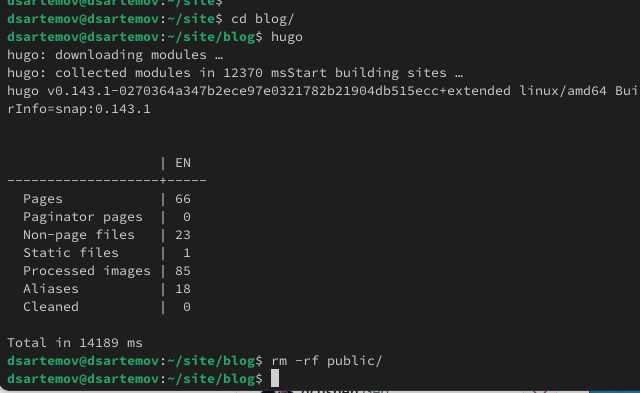 dsartemov@dsartemov:~/site$
dsartemov@dsartemov:~/site$ cd blog/
dsartemov@dsartemov:~/site/blog$ hugo
hugo: downloading modules …
hugo: collected modules in 12370 msStart building sites …
hugo v0.143.1-0270364a347b2ece97e0321782b21904db515ecc+extended linux/amd64 Bui
rInfo=snap:0.143.1
| EN
-------------------+-----
Pages | 66
Paginator pages | 0
Non-page files | 23
Static files | 1
Processed images | 85
Aliases | 18
Cleaned | 0
Total in 14189 ms
dsartemov@dsartemov:~/site/blog$ rm -rf public/
dsartemov@dsartemov:~/site/blog$